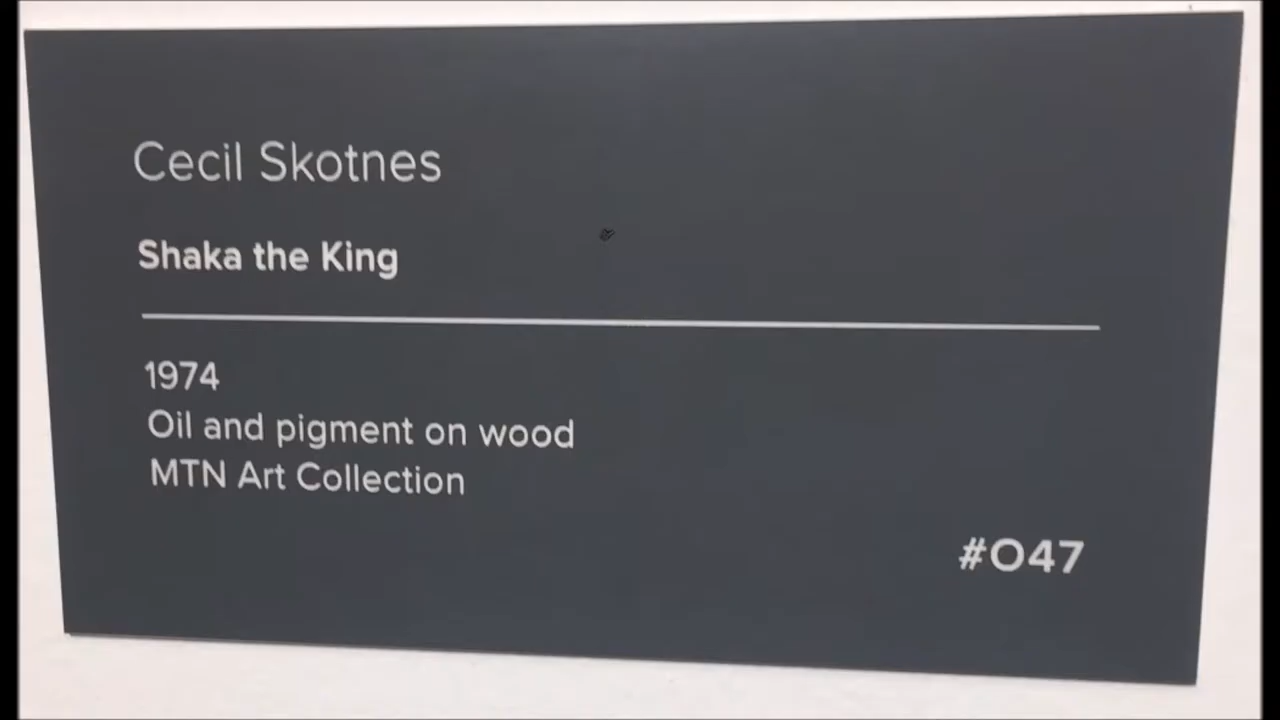 Cecil Skotnes
Shaka the King
1974
Oil and pigment on wood
MTN Art Collection
#047